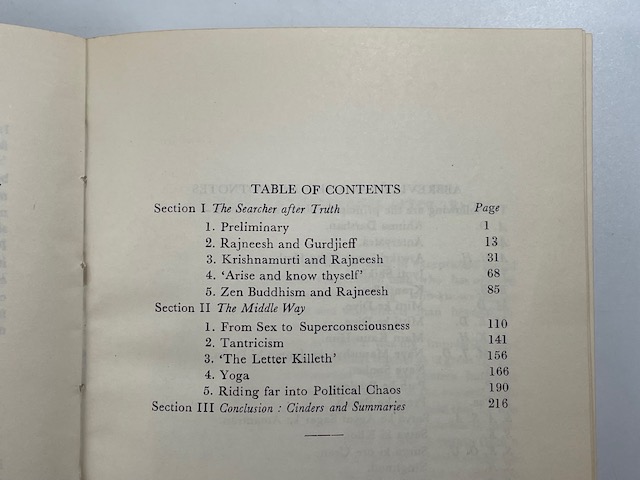 TABLE OF CONTENTS
Section I The Searcher after Truth Page
1. Preliminary 1
2. Rajneesh and Gurdjieff 13
3. Krishnamurti and Rajneesh 31
4. ‘Arise and know thyself’ 68
5. Zen Buddhism and Rajneesh 85
Section II The Middle Way
1. From Sex to Superconsciousness 110
2. Tantricism 141
3. ‘The Letter Killeth’ 156
4. Yoga 166
5. Riding far into Political Chaos 190
Section III Conclusion : Cinders and Summaries 216